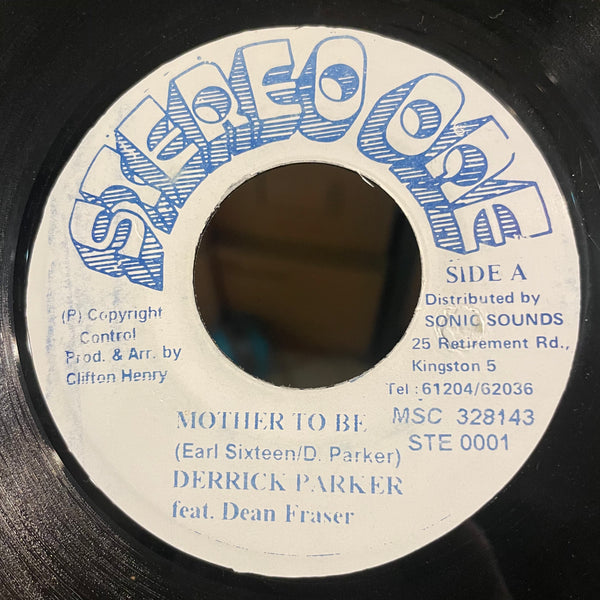 STEREO ONE
SIDE A
Distributed by
SONIC SOUNDS
25 Retirement Rd.,
Kingston 5
Tel :61204/62036
(P) Copyright
Control
Prod. & Arr. by
Clifton Henry
MOTHER TO BE
(Earl Sixteen/D. Parker)
DERRICK PARKER
feat. Dean Fraser
MSC 328143
STE 0001